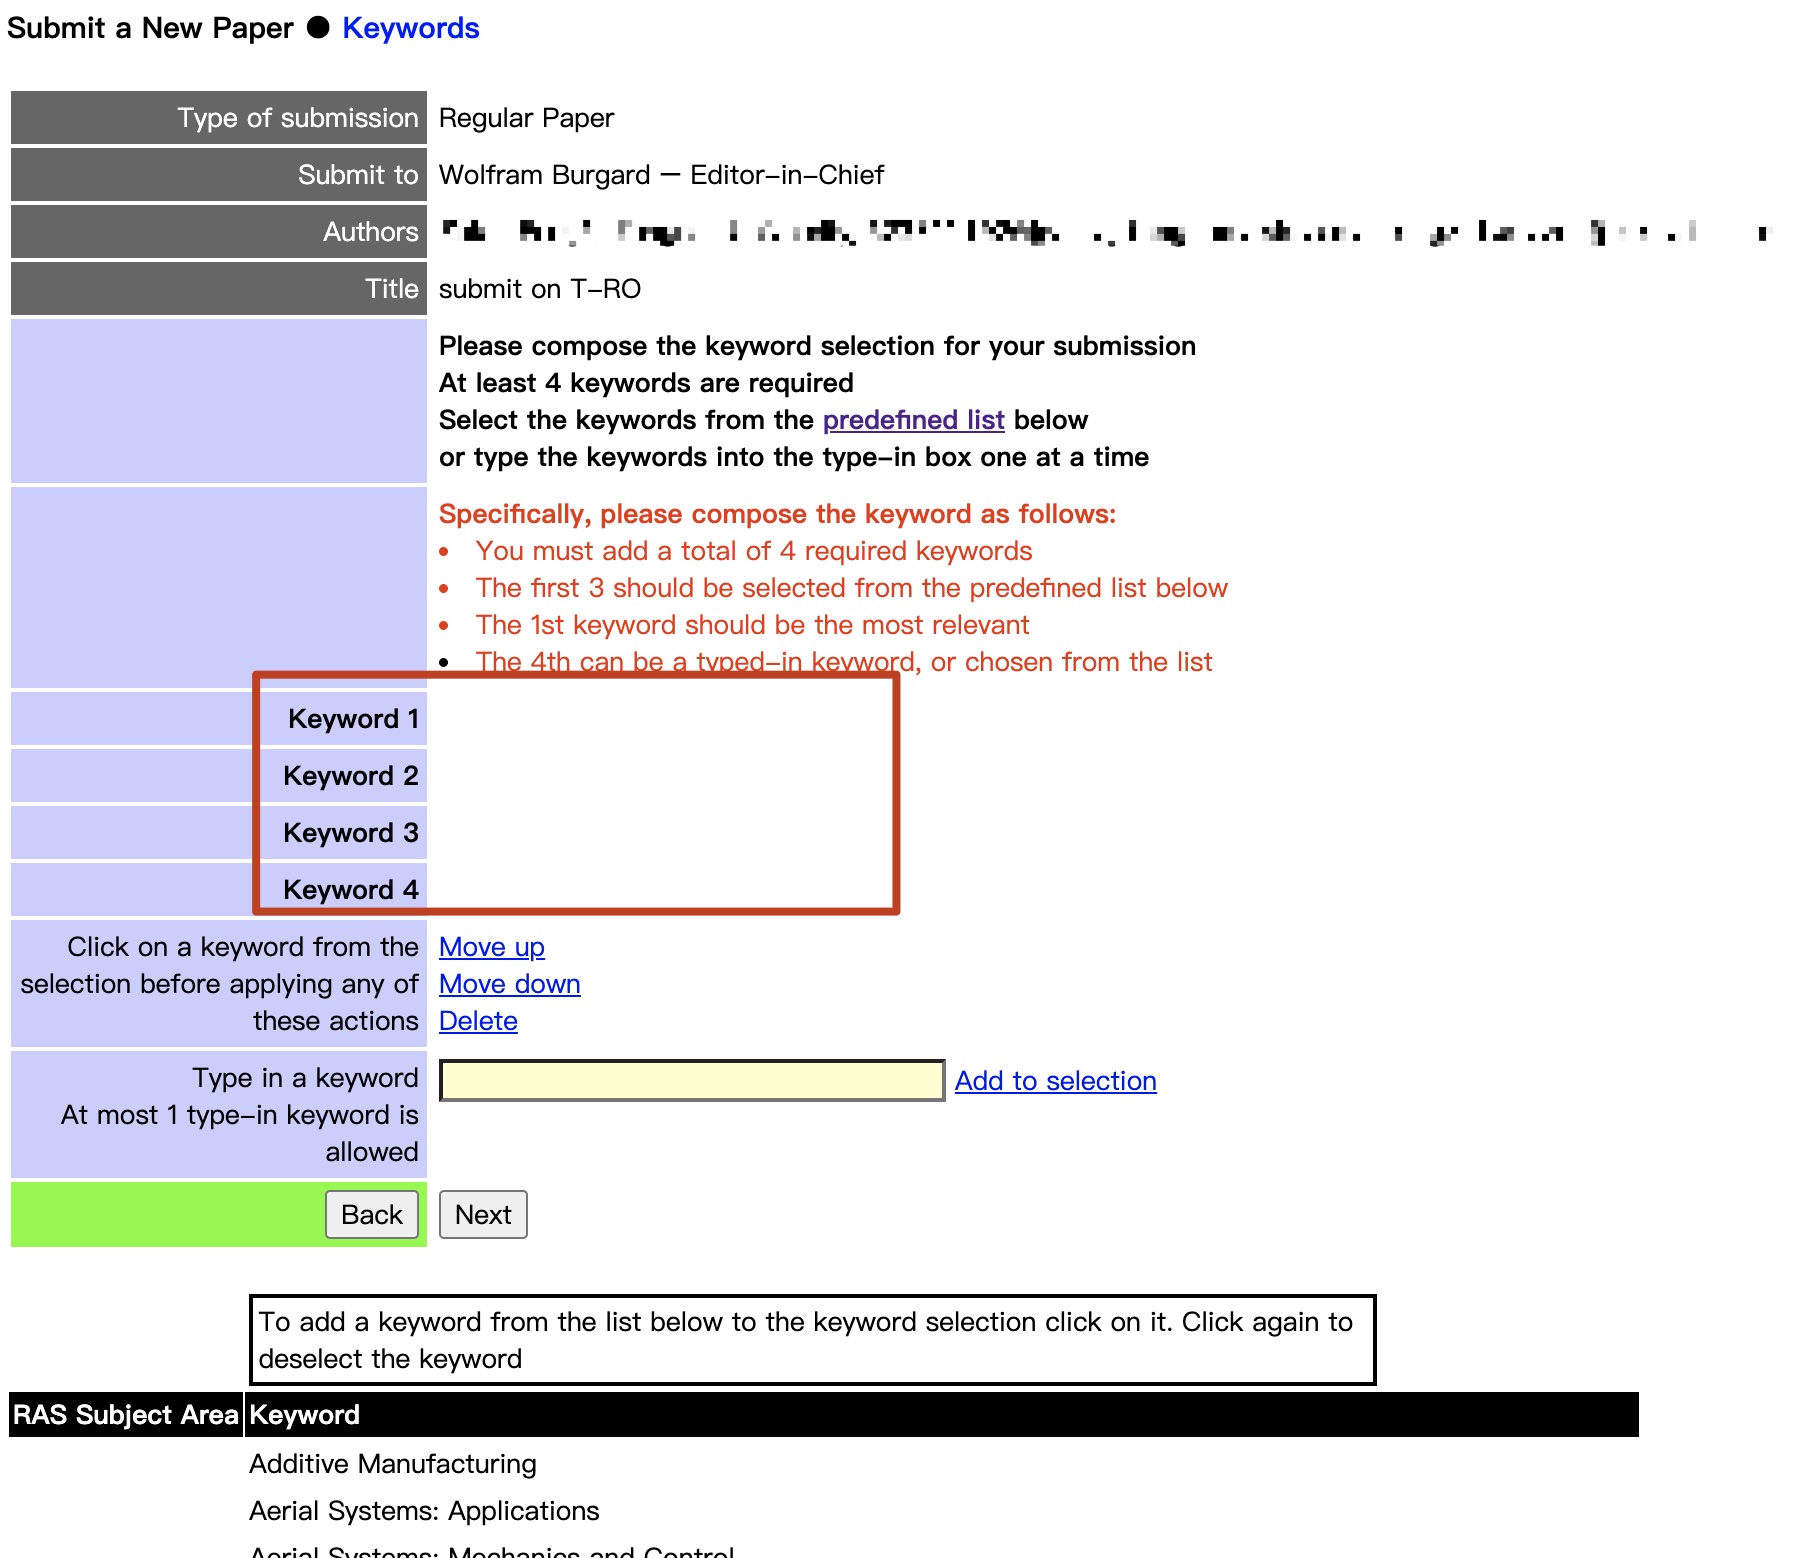 Submit a New Paper ● Keywords
Type of submission Regular Paper
Submit to Wolfram Burgard — Editor-in-Chief
Authors
Title submit on T-RO
Please compose the keyword selection for your submission
At least 4 keywords are required
Select the keywords from the predefined list below
or type the keywords into the type-in box one at a time
Specifically, please compose the keyword as follows:
• You must add a total of 4 required keywords
• The first 3 should be selected from the predefined list below
• The 1st keyword should be the most relevant
• The 4th can be a typed-in keyword, or chosen from the list
Keyword 1
Keyword 2
Keyword 3
Keyword 4
Click on a keyword from the
selection before applying any of
these actions
Move up
Move down
Delete
Type in a keyword
At most 1 type-in keyword is
allowed
Add to selection
Back Next
To add a keyword from the list below to the keyword selection click on it. Click again to
deselect the keyword
RAS Subject Area Keyword
Additive Manufacturing
Aerial Systems: Applications
Aerial Systems: Mechanics and Control